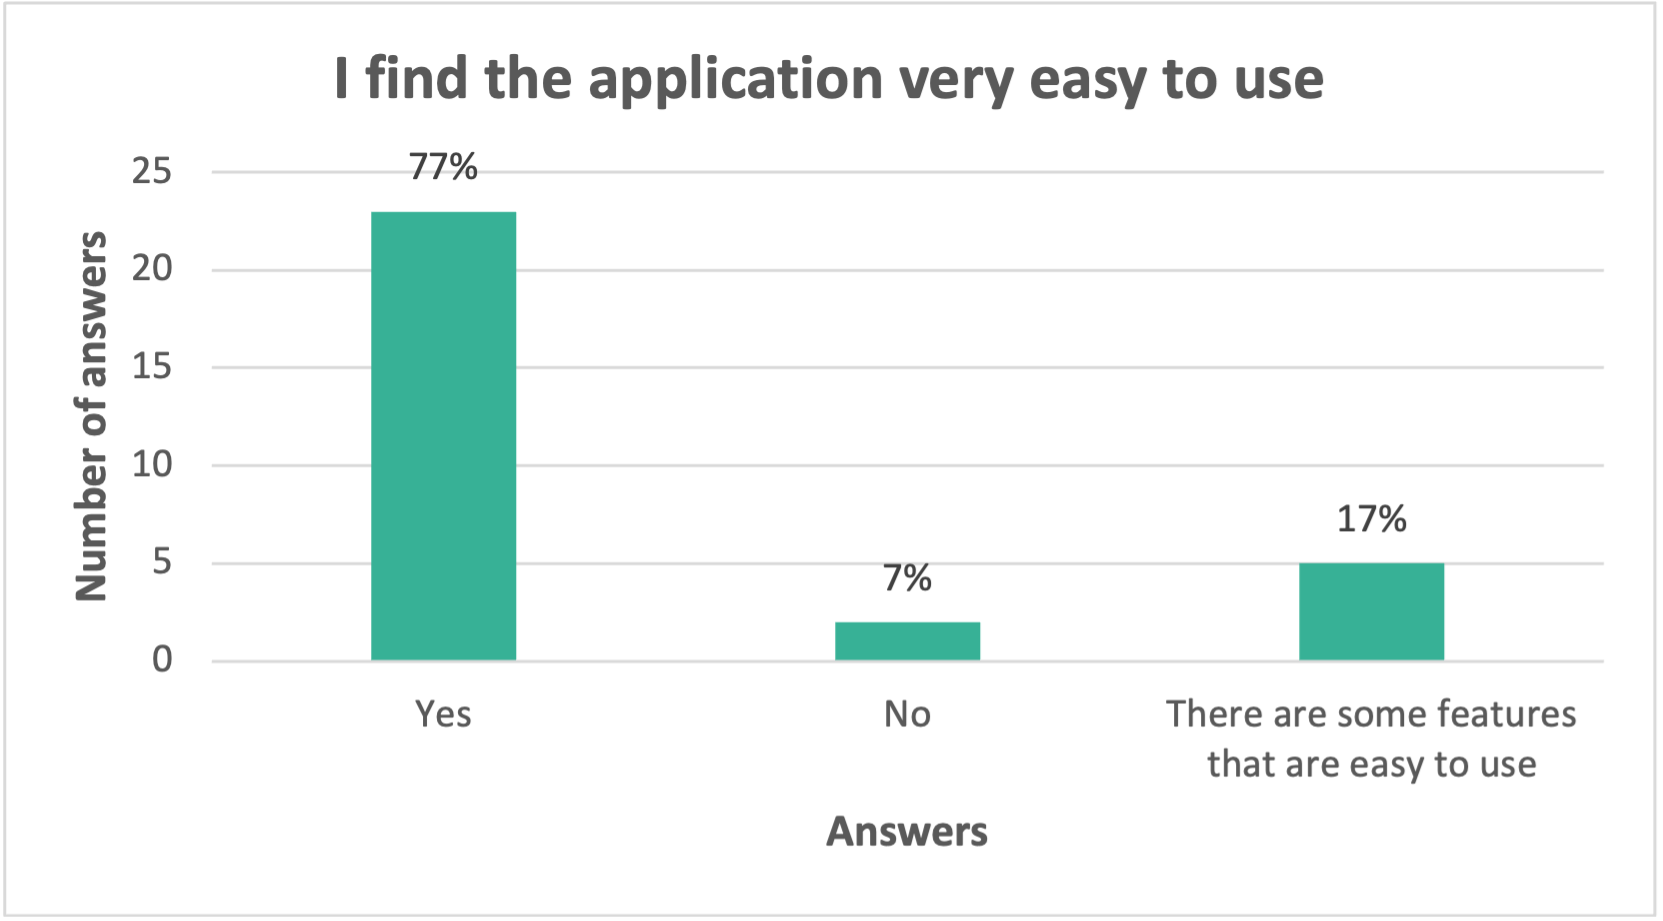 I find the application very easy to use
77%
25
20
15
10
5
0
7%
17%
Number of answers
Yes
No
There are some features
that are easy to use
Answers